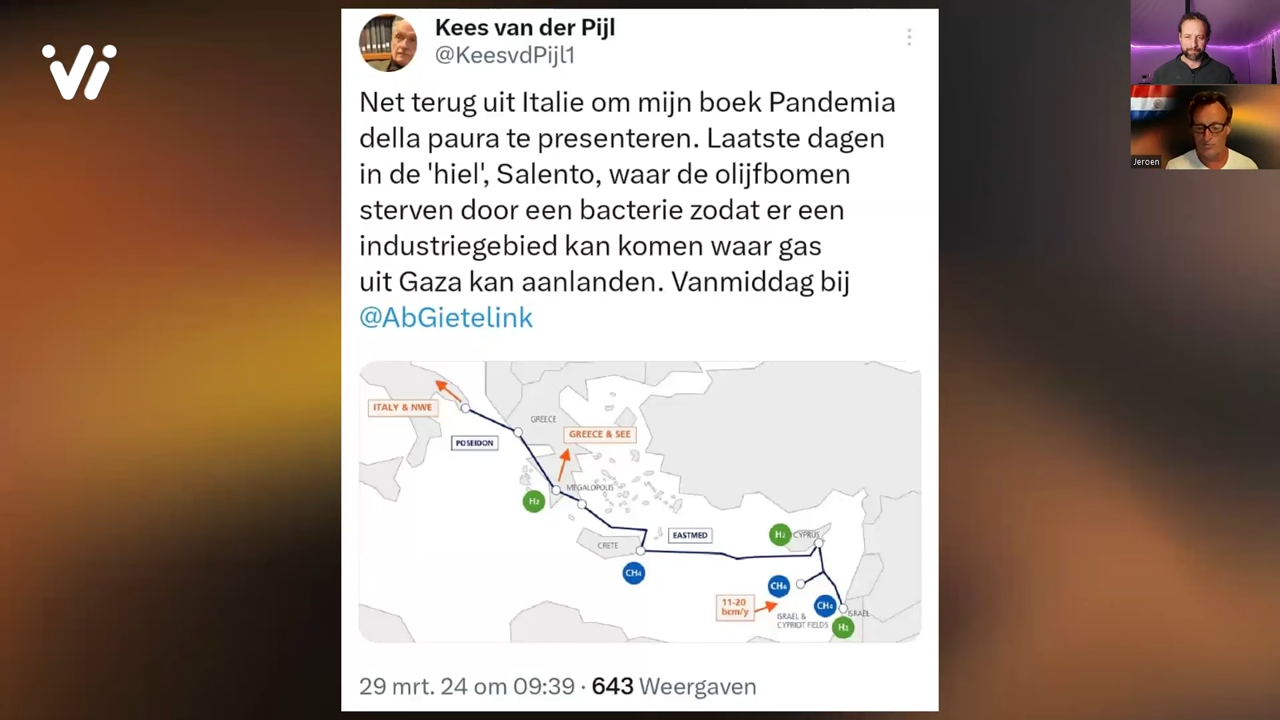 Kees van der Pijl
@KeesvdPijl1
Net terug uit Italie om mijn boek Pandemia
della paura te presenteren. Laatste dagen
in de 'hiel', Salento, waar de olijfbomen
sterven door een bacterie zodat er een
industriegebied kan komen waar gas
uit Gaza kan aanlanden. Vanmiddag bij
@AbGietelink
ITALY & NWE
POSEIDON
GREECE
GREECE & SEE
MEGALOPOLIS
H2
CRETE
EASTMED
CH4
H2
CYPRUS
CH4
11-20
bcm/y
CH4
ISRAEL
ISRAEL &
CYPRIOT FIELDS
H2
29 mrt. 24 om 09:39 · 643 Weergaven
Jeroen